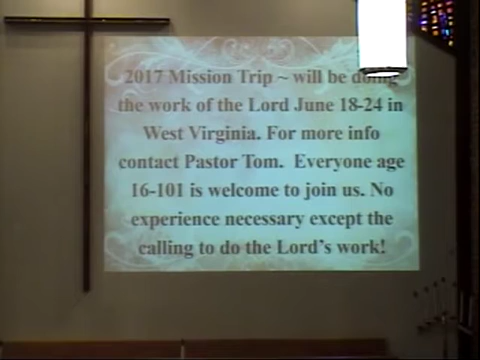 2017 Mission Trip ~ will be doing
the work of the Lord June 18-24 in
West Virginia. For more info
contact Pastor Tom.  Everyone age
16-101 is welcome to join us. No
experience necessary except the
calling to do the Lord's work!